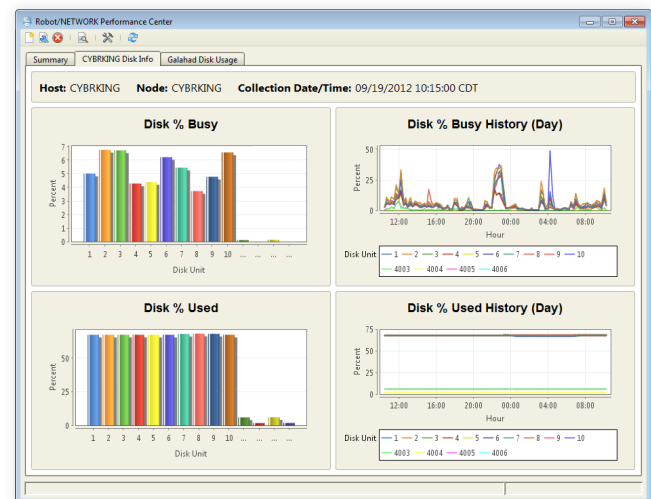 Robot/NETWORK Performance Center
Summary CYBRKING Disk Info Galahad Disk Usage
Host: CYBRKING Node: CYBRKING Collection Date/Time: 09/19/2012 10:15:00 CDT
Disk % Busy
7
6
5
4
3
2
1
0
Percent
1 2 3 4 5 6 7 8 9 10 ... ... ... ...
Disk Unit
Disk % Busy History (Day)
50
25
0
Percent
12:00 16:00 20:00 00:00 04:00 08:00
Hour
Disk Unit 1 2 3 4 5 6 7 8 9 10
4003 4004 4005 4006
Disk % Used
50
25
0
Percent
1 2 3 4 5 6 7 8 9 10 ... ... ... ...
Disk Unit
Disk % Used History (Day)
75
50
25
0
Percent
12:00 16:00 20:00 00:00 04:00 08:00
Hour
Disk Unit 1 2 3 4 5 6 7 8 9 10
4003 4004 4005 4006